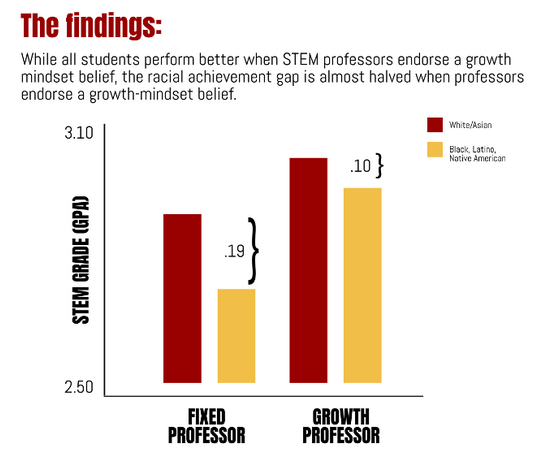 The findings:
While all students perform better when STEM professors endorse a growth
mindset belief, the racial achievement gap is almost halved when professors
endorse a growth-mindset belief.
3.10
White/Asian
Black, Latino,
Native American
.10 }
.19 }
STEM GRADE (GPA)
2.50
FIXED
PROFESSOR
GROWTH
PROFESSOR